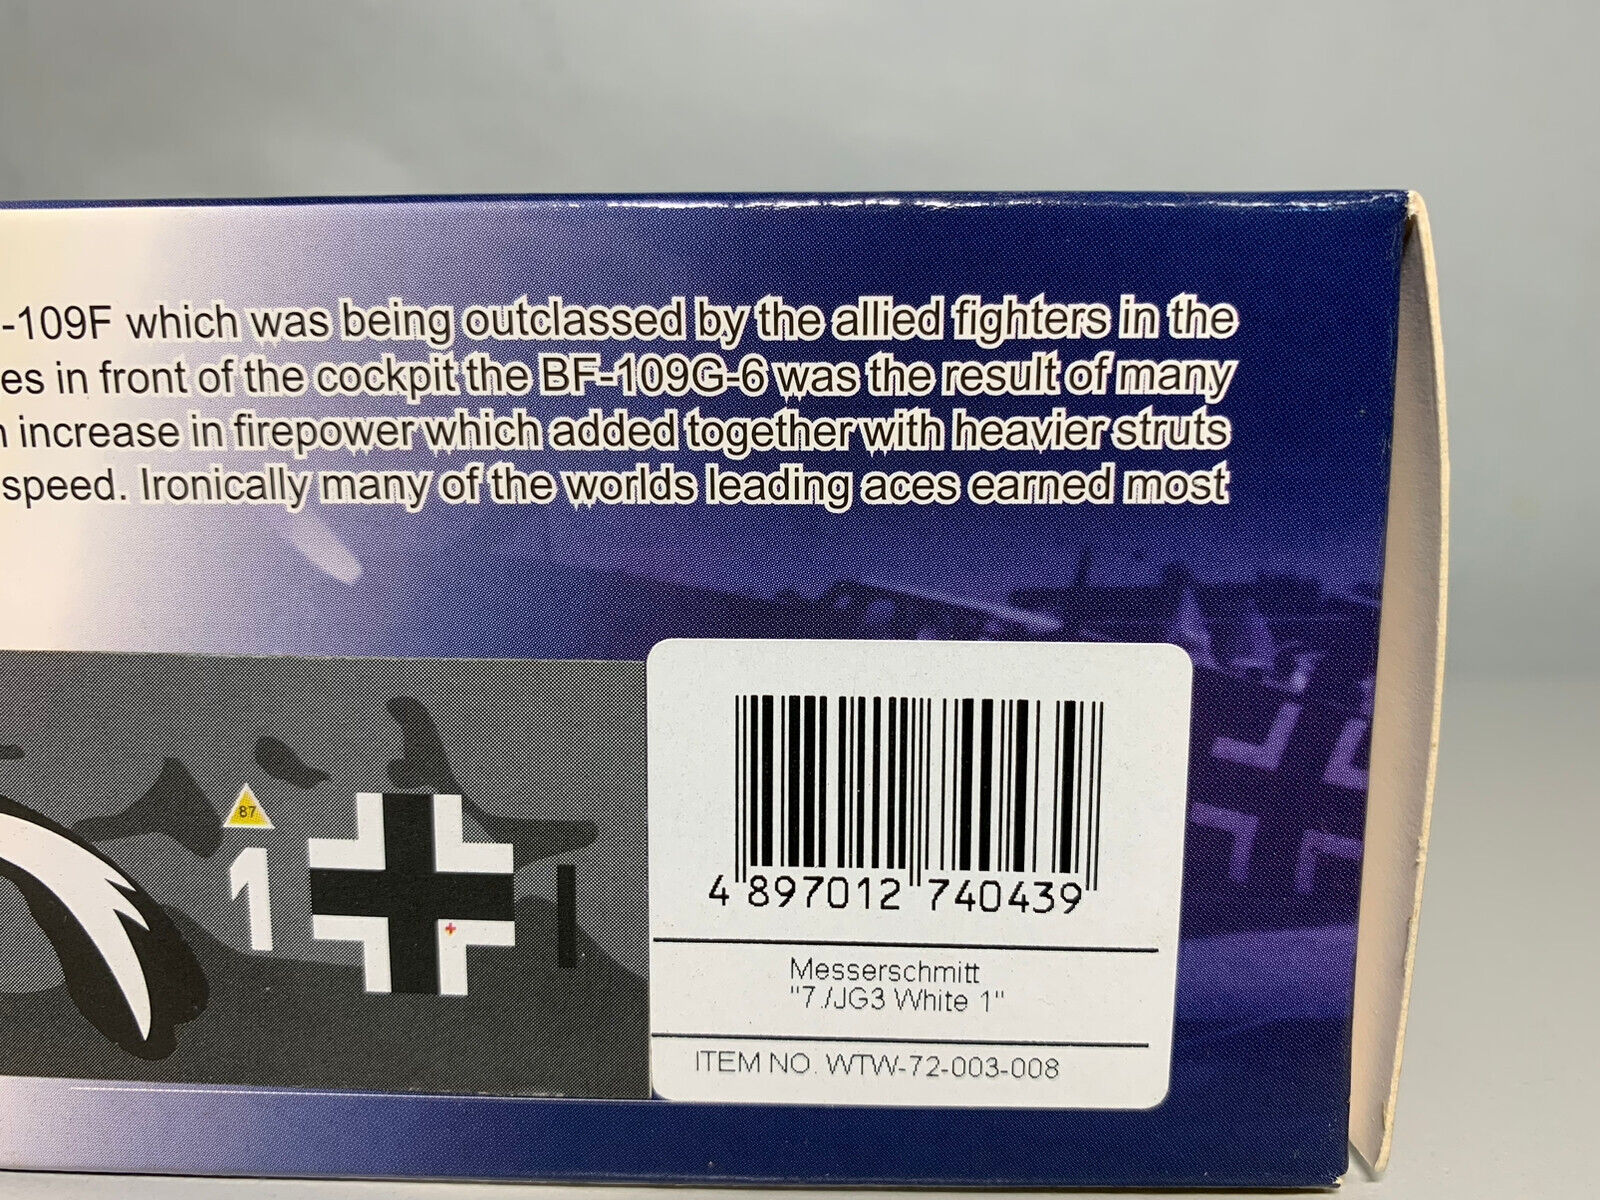 -109F which was being outclassed by the allied fighters in the
es in front of the cockpit the BF-109G-6 was the result of many
increase in firepower which added together with heavier struts
speed. Ironically many of the worlds leading aces earned most
87
1
4 897012 740439
Messerschmitt
"7./JG3 White 1"
ITEM NO. WTW-72-003-008